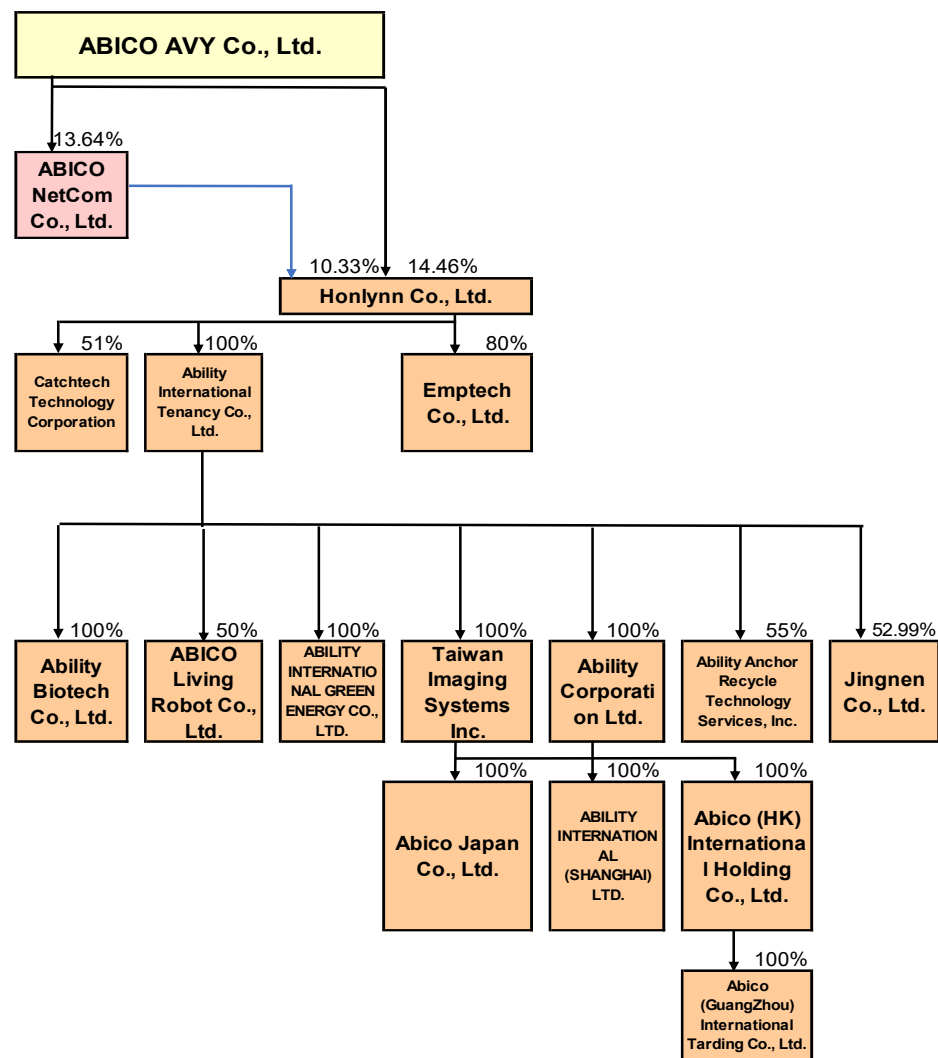 ABICO AVY Co., Ltd.
13.64%
ABICO
NetCom
Co., Ltd.
10.33% 14.46%
Honlynn Co., Ltd.
51%
100%
80%
Catchtech
Technology
Corporation
Ability
International
Tenancy Co.,
Ltd.
Emptech
Co., Ltd.
100%
50%
100%
100%
100%
55%
52.99%
Ability
Biotech
Co., Ltd.
ABICO
Living
Robot Co.,
Ltd.
ABILITY
INTERNATIO
NAL GREEN
ENERGY CO.,
LTD.
Taiwan
Imaging
Systems
Inc.
Ability
Corporati
on Ltd.
Ability Anchor
Recycle
Technology
Services, Inc.
Jingnen
Co., Ltd.
100%
100%
100%
Abico Japan
Co., Ltd.
ABILITY
INTERNATION
AL
(SHANGHAI)
LTD.
Abico (HK)
Internationa
l Holding
Co., Ltd.
100%
Abico
(GuangZhou)
International
Tarding Co., Ltd.